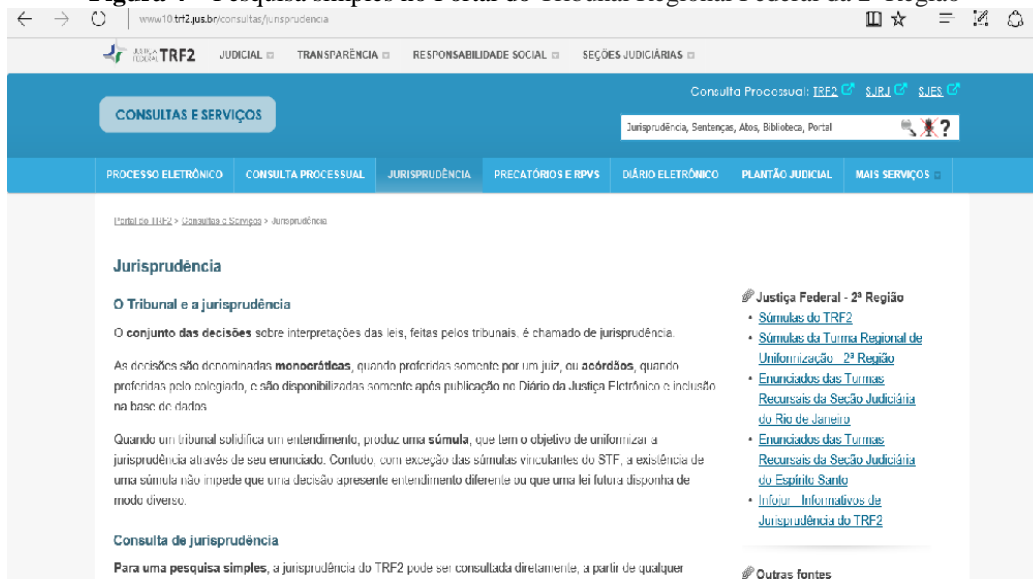 Figura 4 – Pesquisa simples no Portal do Tribunal Regional Federal da 2ª Região
www10.trf2.jus.br/consultas/jurisprudencia
JUSTIÇA FEDERAL TRF2 JUDICIAL TRANSPARÊNCIA RESPONSABILIDADE SOCIAL SEÇÕES JUDICIÁRIAS
Consulta Processual: TRF2 SJRJ SJES
CONSULTAS E SERVIÇOS
Jurisprudência, Sentenças, Atos, Biblioteca, Portal ?
PROCESSO ELETRÔNICO CONSULTA PROCESSUAL JURISPRUDÊNCIA PRECATÓRIOS E RPVS DIÁRIO ELETRÔNICO PLANTÃO JUDICIAL MAIS SERVIÇOS
Portal do TRF2 > Consultas e Serviços > Jurisprudência
Jurisprudência
O Tribunal e a jurisprudência
O conjunto das decisões sobre interpretações das leis, feitas pelos tribunais, é chamado de jurisprudência.
As decisões são denominadas monocráticas, quando proferidas somente por um juiz, ou acórdãos, quando
proferidas pelo colegiado, e são disponibilizadas somente após publicação no Diário da Justiça Eletrônico e inclusão
na base de dados
Quando um tribunal solidifica um entendimento, produz uma súmula, que tem o objetivo de uniformizar a
jurisprudência através de seu enunciado. Contudo, com exceção das súmulas vinculantes do STF, a existência de
uma súmula não impede que uma decisão apresente entendimento diferente ou que uma lei futura disponha de
modo diverso.
Consulta de jurisprudência
Para uma pesquisa simples, a jurisprudência do TRF2 pode ser consultada diretamente, a partir de qualquer
Justiça Federal - 2ª Região
• Súmulas do TRF2
• Súmulas da Turma Regional de
Uniformização - 2ª Região
• Enunciados das Turmas
Recursais da Seção Judiciária
do Rio de Janeiro
• Enunciados das Turmas
Recursais da Seção Judiciária
do Espírito Santo
• Infojur - Informativos de
Jurisprudência do TRF2
Outras fontes